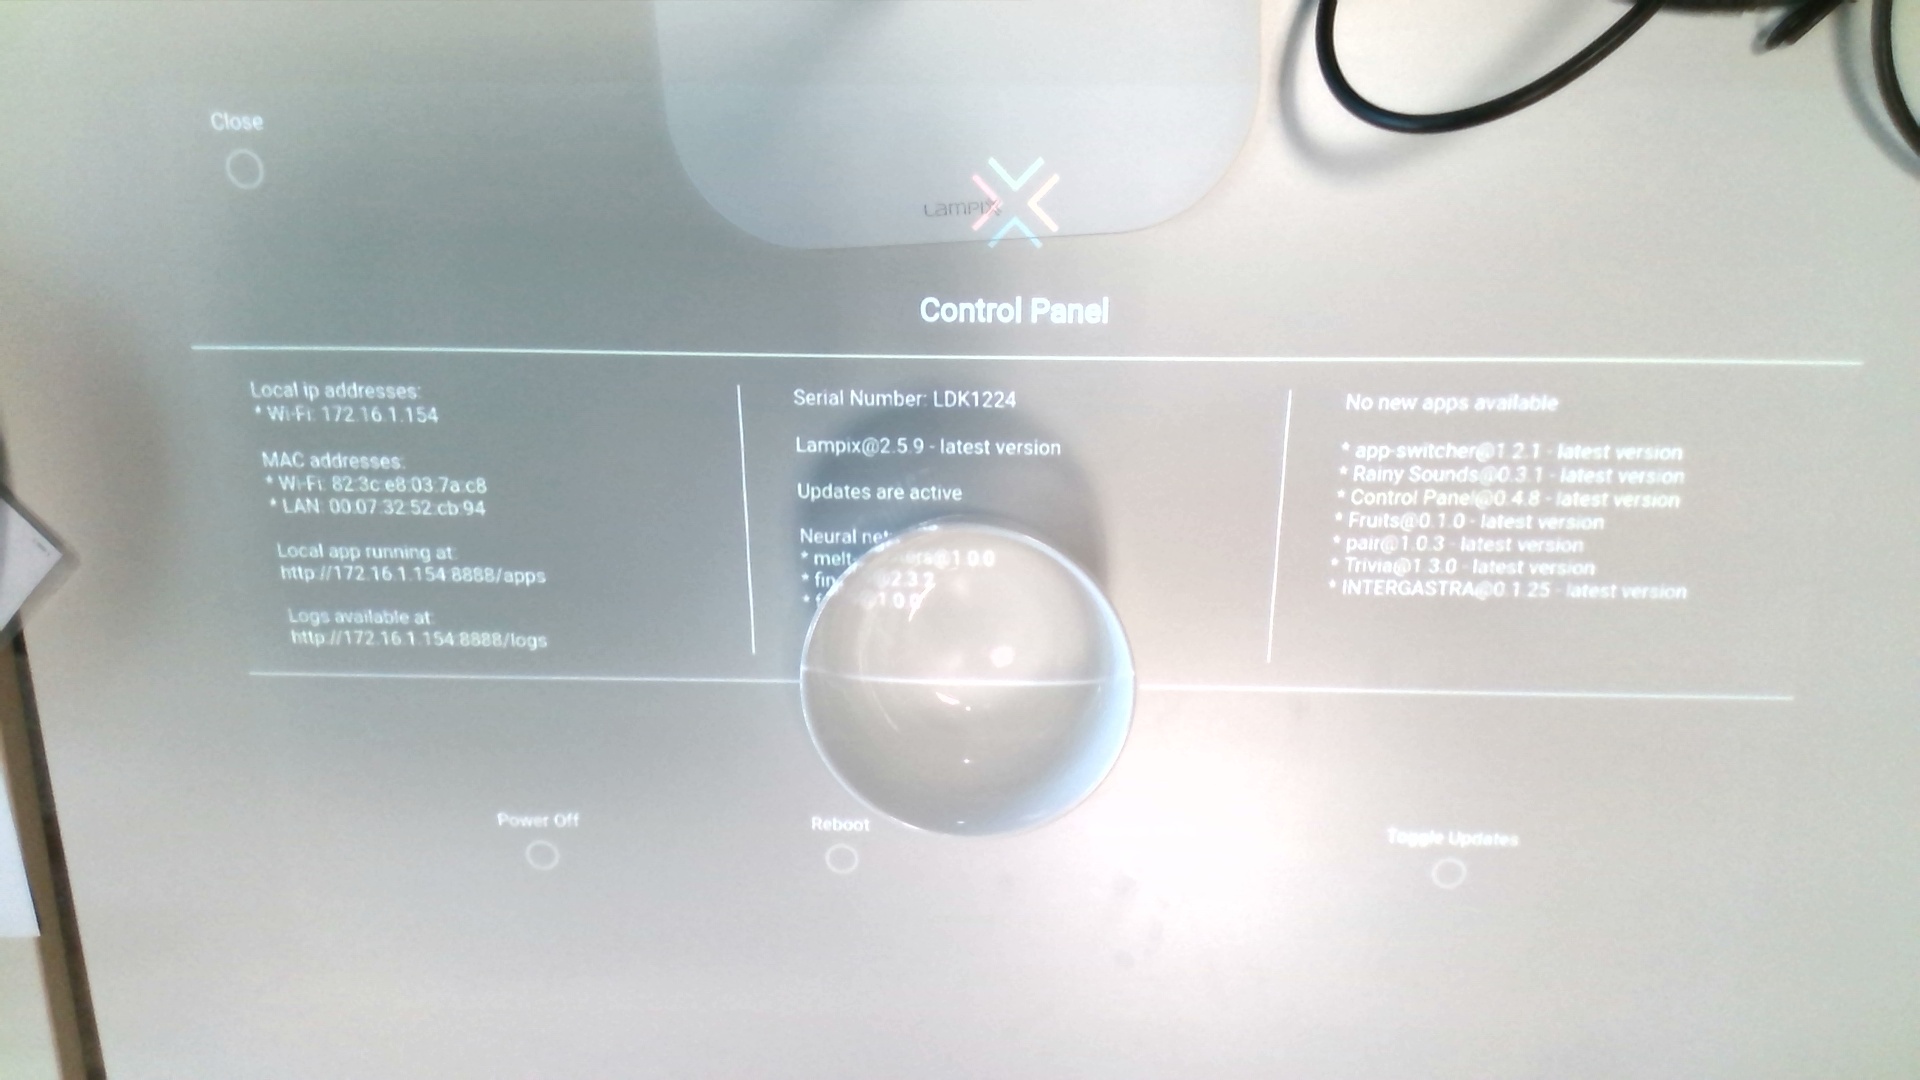 Close
Lampix
Control Panel
Local ip addresses:
* Wi-Fi: 172.16.1.154
MAC addresses:
* Wi-Fi: 82:3c:e8:03:7a:c8
* LAN: 00:07:32:52:cb:94
Local app running at:
http://172.16.1.154:8888/apps
Logs available at:
http://172.16.1.154:8888/logs
Serial Number: LDK1224
Lampix@2.5.9 - latest version
Updates are active
Neural
@1.0.0
@2.3.2
No new apps available
* app-switcher@1.2.1 - latest version
* Rainy Sounds@0.3.1 - latest version
* Control Panel@0.4.8 - latest version
* Fruits@0.1.0 - latest version
* pair@1.0.3 - latest version
* Trivia@1.3.0 - latest version
* INTERGASTRA@0.1.25 - latest version
Power Off
Reboot
Toggle Updates